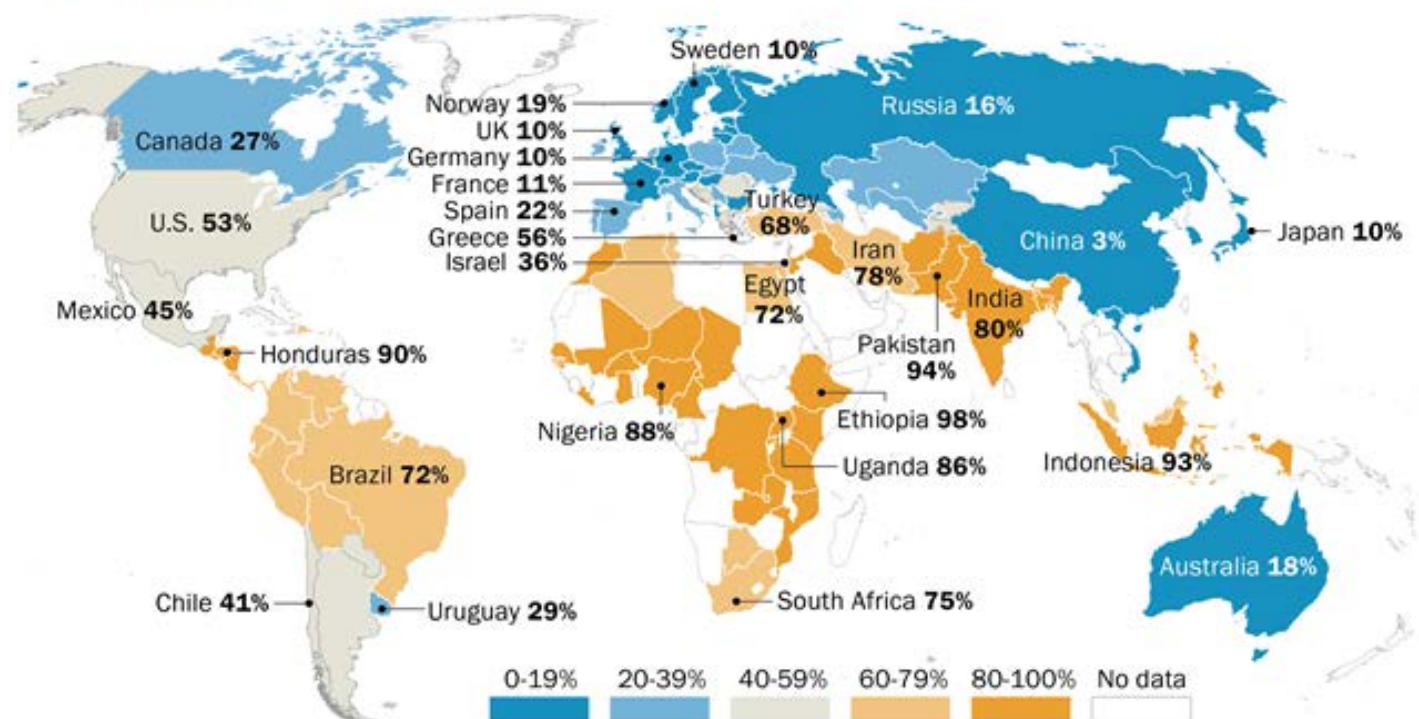 Sweden 10%
Norway 19%
Russia 16%
UK 10%
Canada 27%
Germany 10%
France 11%
U.S. 53%
Spain 22%
Turkey
68%
Greece 56%
China 3%
Japan 10%
Israel 36%
Iran
78%
Egypt
72%
India
80%
Mexico 45%
Pakistan
94%
Honduras 90%
Nigeria 88%
Ethiopia 98%
Uganda 86%
Indonesia 93%
Brazil 72%
Australia 18%
Chile 41%
Uruguay 29%
South Africa 75%
0-19% 20-39% 40-59% 60-79% 80-100% No data